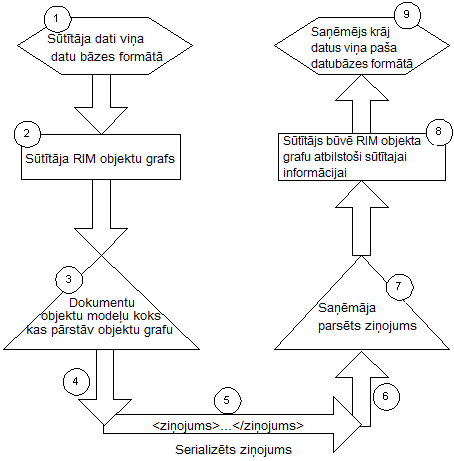 1
Sūtītāja dati viņa
datu bāzes formātā
2
Sūtītāja RIM objektu grafs
3
Dokumentu
objektu modeļu koks
kas pārstāv objektu grafu
4
5
<ziņojums>...</ziņojums>
Serializēts ziņojums
6
7
Saņēmāja
parsēts ziņojums
8
Sūtītājs būvē RIM objekta
grafu atbilstoši sūtītajai
informācijai
9
Saņēmējs krāj
datus viņa paša
datubāzes formātā